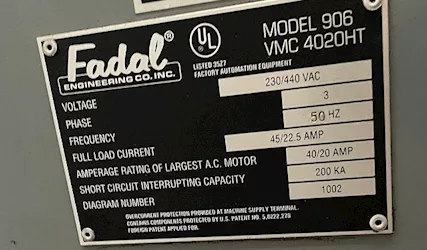 Fadal®
ENGINEERING CO. INC.
UL®
LISTED 35Z7
FACTORY AUTOMATION EQUIPMENT
MODEL 906
VMC 4020HT
VOLTAGE 230/440 VAC
PHASE 3
FREQUENCY 50 HZ
FULL LOAD CURRENT 45/22.5 AMP
AMPERAGE RATING OF LARGEST A.C. MOTOR 40/20 AMP
SHORT CIRCUIT INTERRUPTING CAPACITY 200 KA
DIAGRAM NUMBER 1002
OVERCURRENT PROTECTION PROVIDED AT MACHINE SUPPLY TERMINAL.
CONTAINS COMPONENTS PROTECTED BY U.S. PATENT NO. 5,0222,270
FOREIGN PATENT APPLIED FOR.